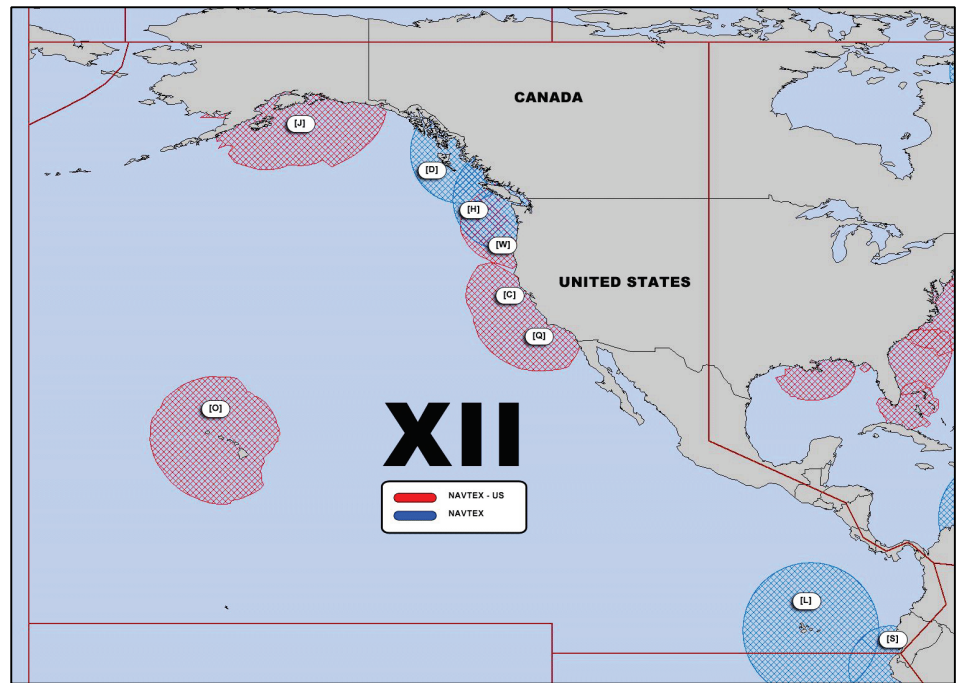 CANADA
[J]
[D]
[H]
[W]
UNITED STATES
[C]
[Q]
[O]
XII
NAVTEX - US
NAVTEX
[L]
[S]